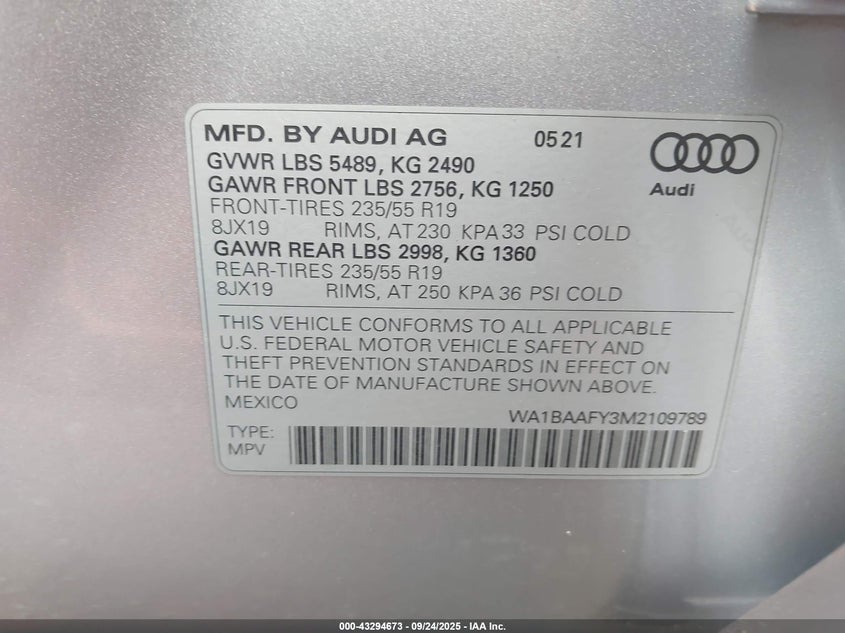 MFD. BY AUDI AG 0521
GVWR LBS 5489, KG 2490
GAWR FRONT LBS 2756, KG 1250
FRONT-TIRES 235/55 R19
8JX19 RIMS, AT 230 KPA 33 PSI COLD
GAWR REAR LBS 2998, KG 1360
REAR-TIRES 235/55 R19
8JX19 RIMS, AT 250 KPA 36 PSI COLD
Audi
THIS VEHICLE CONFORMS TO ALL APPLICABLE
U.S. FEDERAL MOTOR VEHICLE SAFETY AND
THEFT PREVENTION STANDARDS IN EFFECT ON
THE DATE OF MANUFACTURE SHOWN ABOVE.
MEXICO
WA1BAAFY3M2109789
TYPE:
MPV
000-43294673 - 09/24/2025 - IAA Inc.